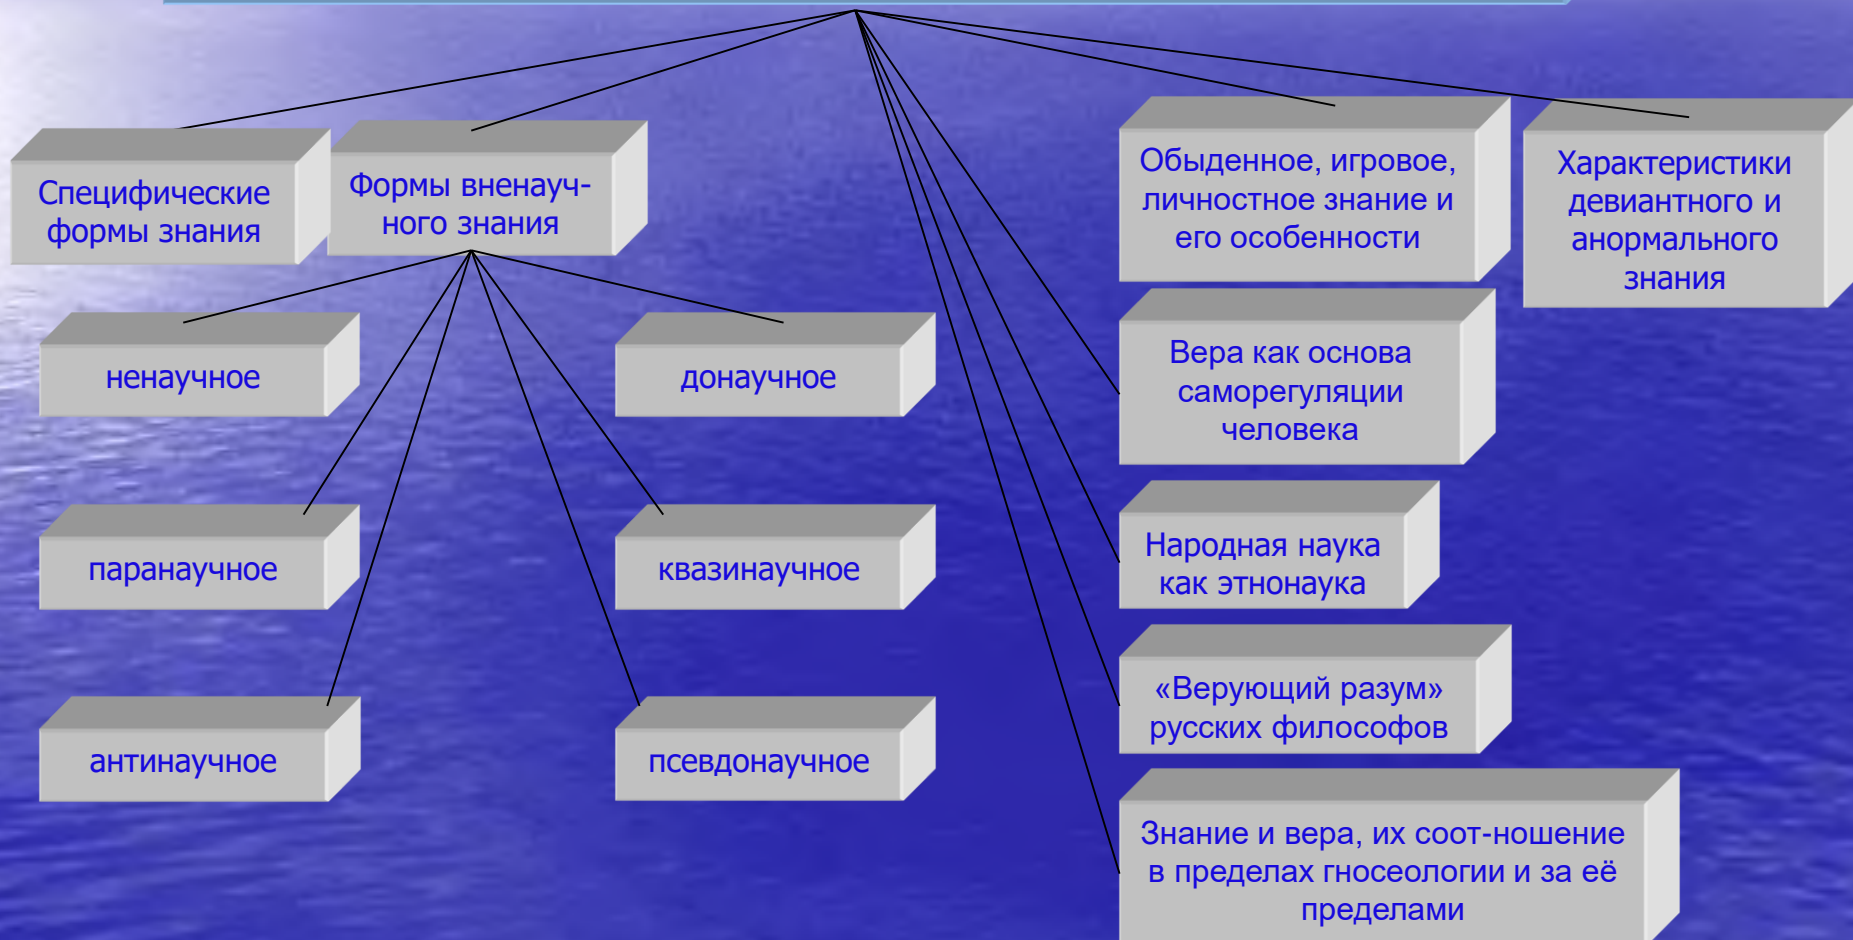 Специфические
формы знания
Формы вненауч-
ного знания
Обыденное, игровое,
личностное знание и
его особенности
Характеристики
девиантного и
анормального
знания
ненаучное
донаучное
Вера как основа
саморегуляции
человека
паранаучное
квазинаучное
Народная наука
как этнонаука
антинаучное
псевдонаучное
«Верующий разум»
русских философов
Знание и вера, их соот-ношение
в пределах гносеологии и за её
пределами